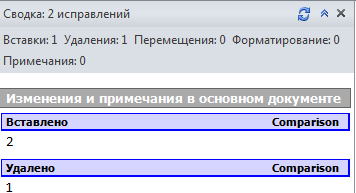 Сводка: 2 исправлений
Вставки: 1 Удаления: 1 Перемещения: 0 Форматирование: 0
Примечания: 0
Изменения и примечания в основном документе
Вставлено Comparison
2
Удалено Comparison
1